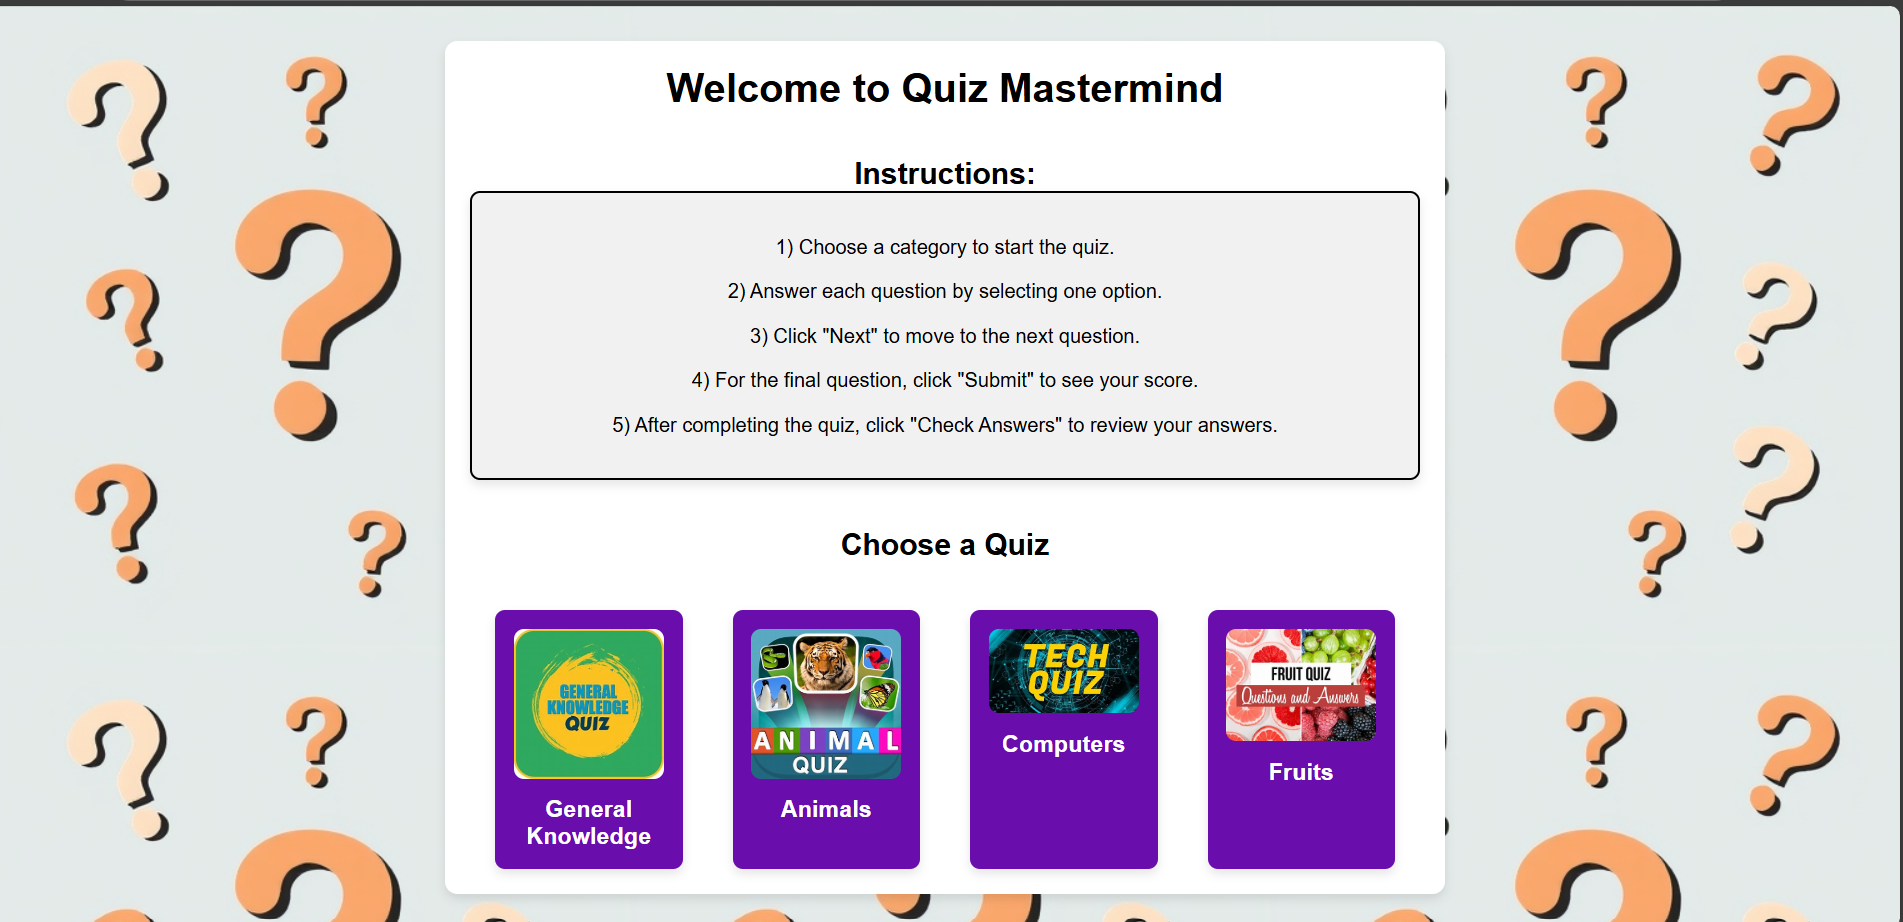 Welcome to Quiz Mastermind
Instructions:
1) Choose a category to start the quiz.
2) Answer each question by selecting one option.
3) Click "Next" to move to the next question.
4) For the final question, click "Submit" to see your score.
5) After completing the quiz, click "Check Answers" to review your answers.
Choose a Quiz
GENERAL
KNOWLEDGE
QUIZ
General
Knowledge
ANIMAL
QUIZ
Animals
TECH
QUIZ
Computers
FRUIT QUIZ
Questions and Answers
Fruits